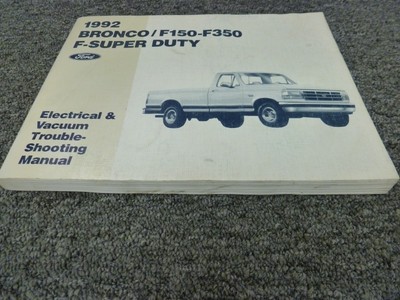 1992
BRONCO/F150-F350
F-SUPER DUTY
Ford
Electrical &
Vacuum
Trouble-
Shooting
Manual